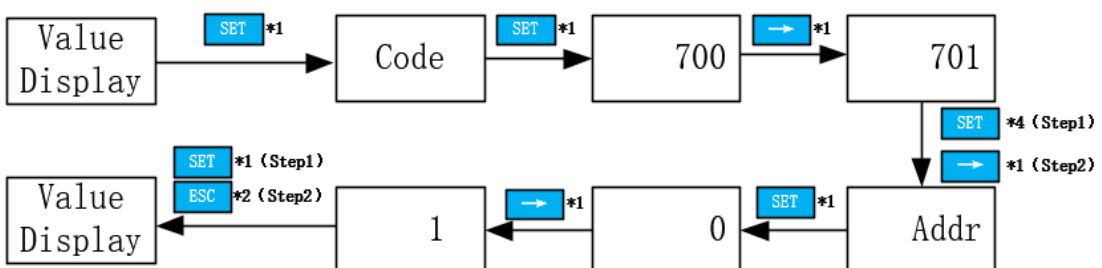 Value Display
SET *1
Code
SET *1
700
→ *1
701
SET *4 (Step1)
→ *1 (Step2)
Addr
SET *1
0
→ *1
1
SET *1 (Step1)
ESC *2 (Step2)
Value Display